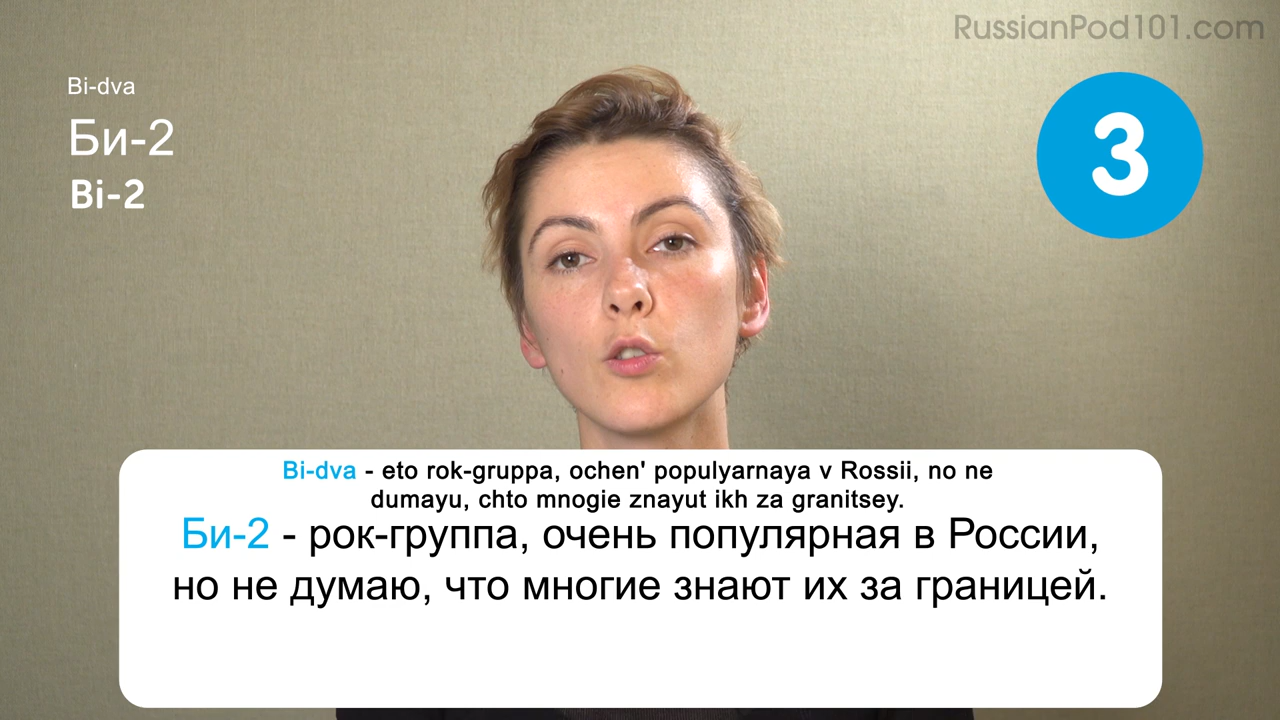 RussianPod101.com
Bi-dva
Би-2
Bi-2
3
Bi-dva - eto rok-gruppa, ochen' populyarnaya v Rossii, no ne
dumayu, chto mnogie znayut ikh za granitsey.
Би-2 - рок-группа, очень популярная в России,
но не думаю, что многие знают их за границей.